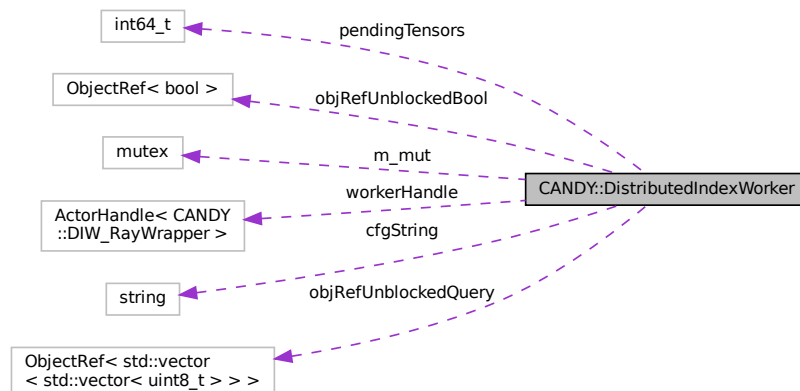 int64_t
pendingTensors
ObjectRef< bool >
objRefUnblockedBool
mutex
m_mut
CANDY::DistributedIndexWorker
workerHandle
ActorHandle< CANDY
::DIW_RayWrapper >
cfgString
string
objRefUnblockedQuery
ObjectRef< std::vector
< std::vector< uint8_t > > >